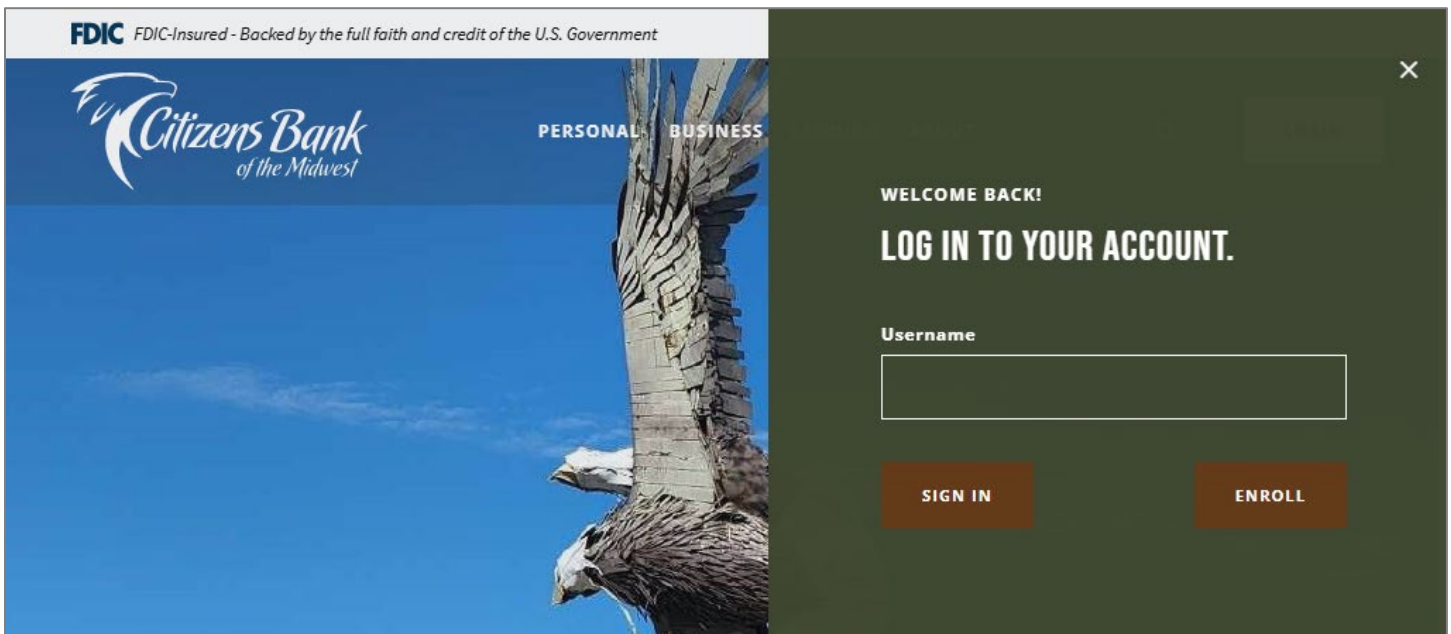 FDIC FDIC-Insured - Backed by the full faith and credit of the U.S. Government
Citizens Bank
of the Midwest
PERSONAL BUSINESS
×
WELCOME BACK!
LOG IN TO YOUR ACCOUNT.
Username
SIGN IN ENROLL